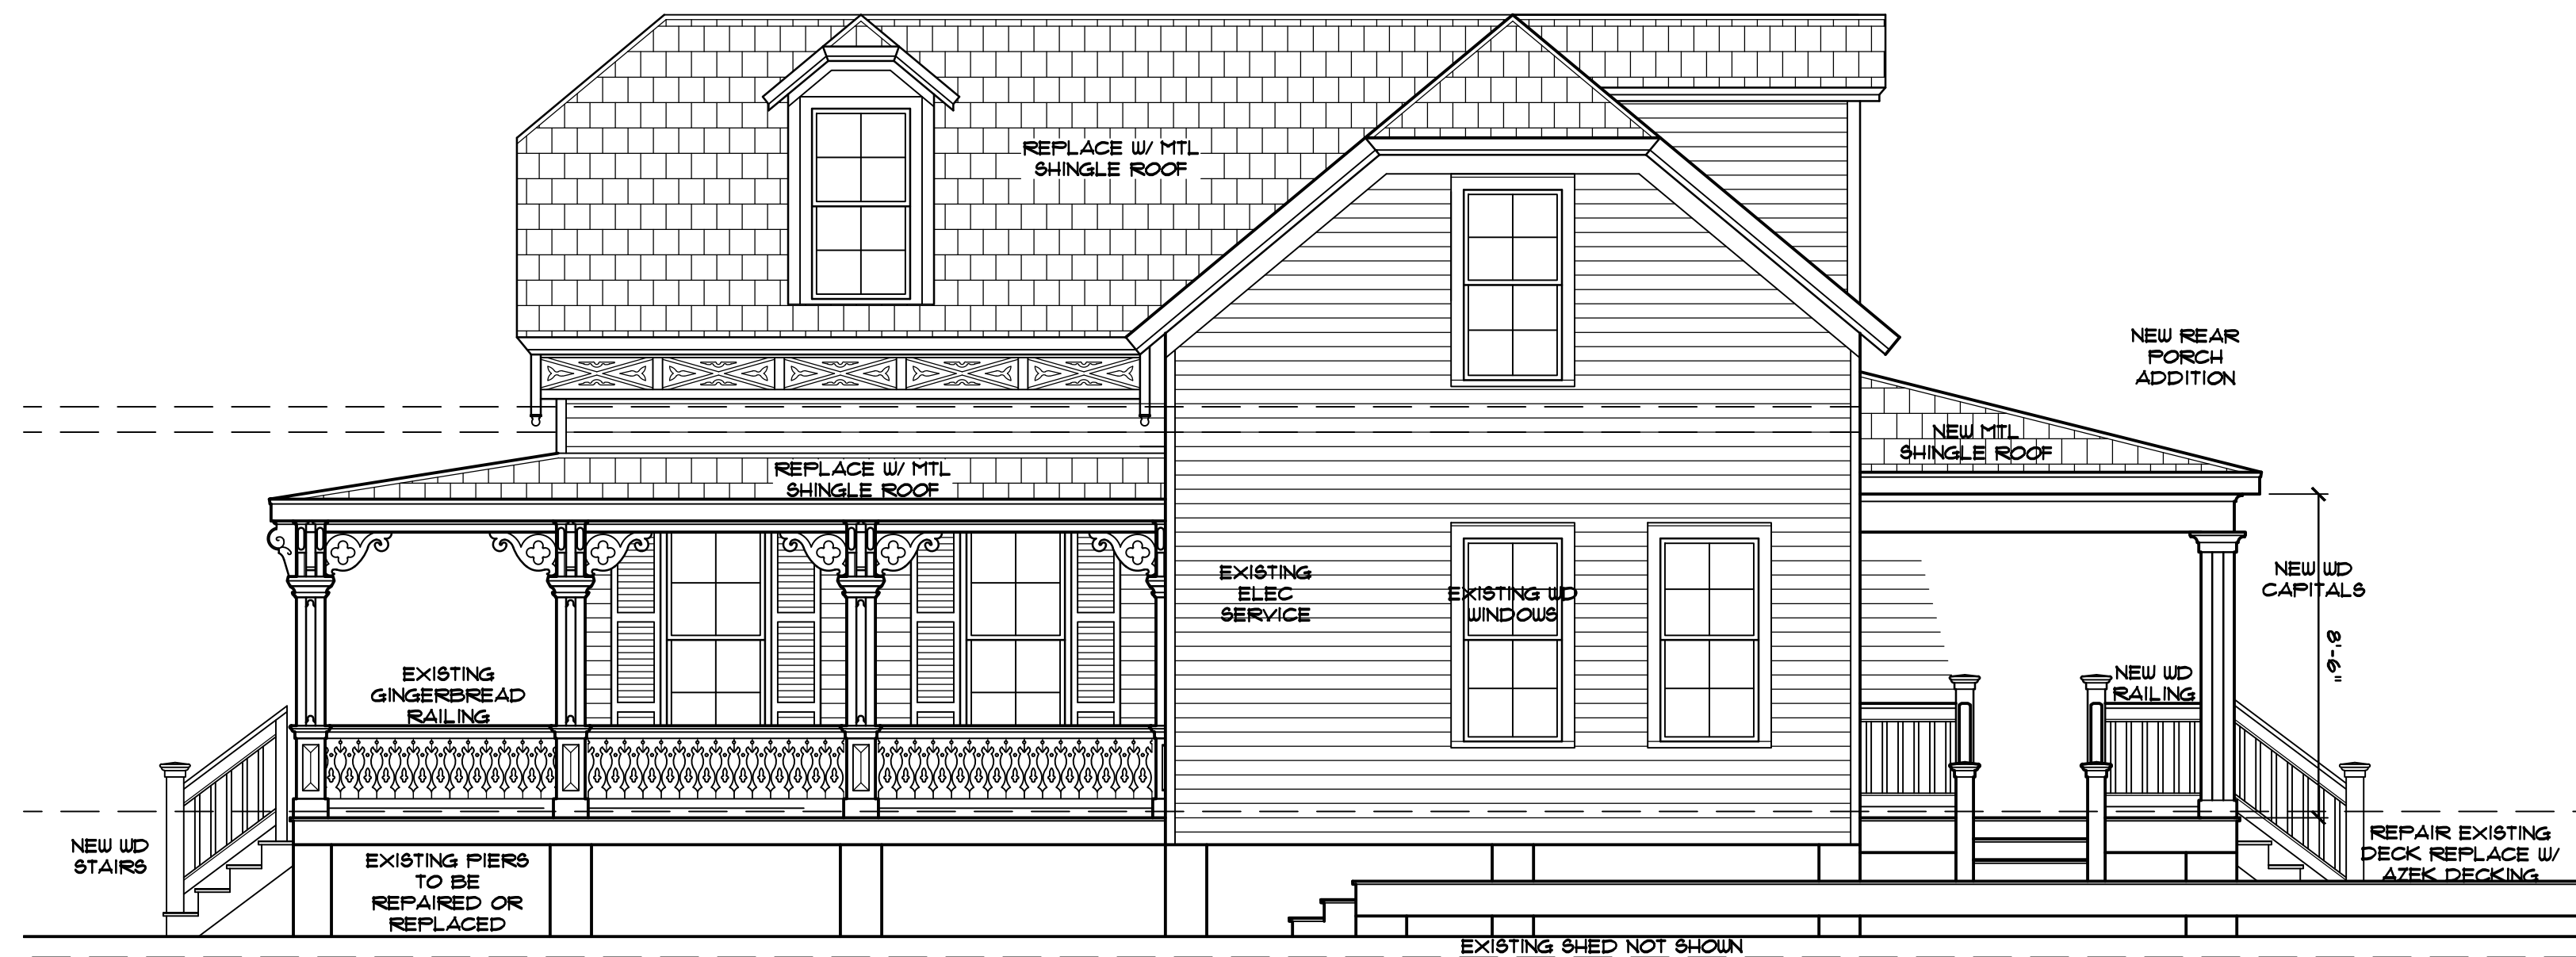 REPLACE W/ MTL
SHINGLE ROOF
NEW REAR
PORCH
ADDITION
NEW MTL
SHINGLE ROOF
REPLACE W/ MTL
SHINGLE ROOF
EXISTING
ELEC
SERVICE
EXISTING WD
WINDOWS
NEW WD
CAPITALS
8'-6"
EXISTING
GINGERBREAD
RAILING
NEW WD
RAILING
NEW WD
STAIRS
EXISTING PIERS
TO BE
REPAIRED OR
REPLACED
REPAIR EXISTING
DECK REPLACE W/
AZEK DECKING
EXISTING SHED NOT SHOWN